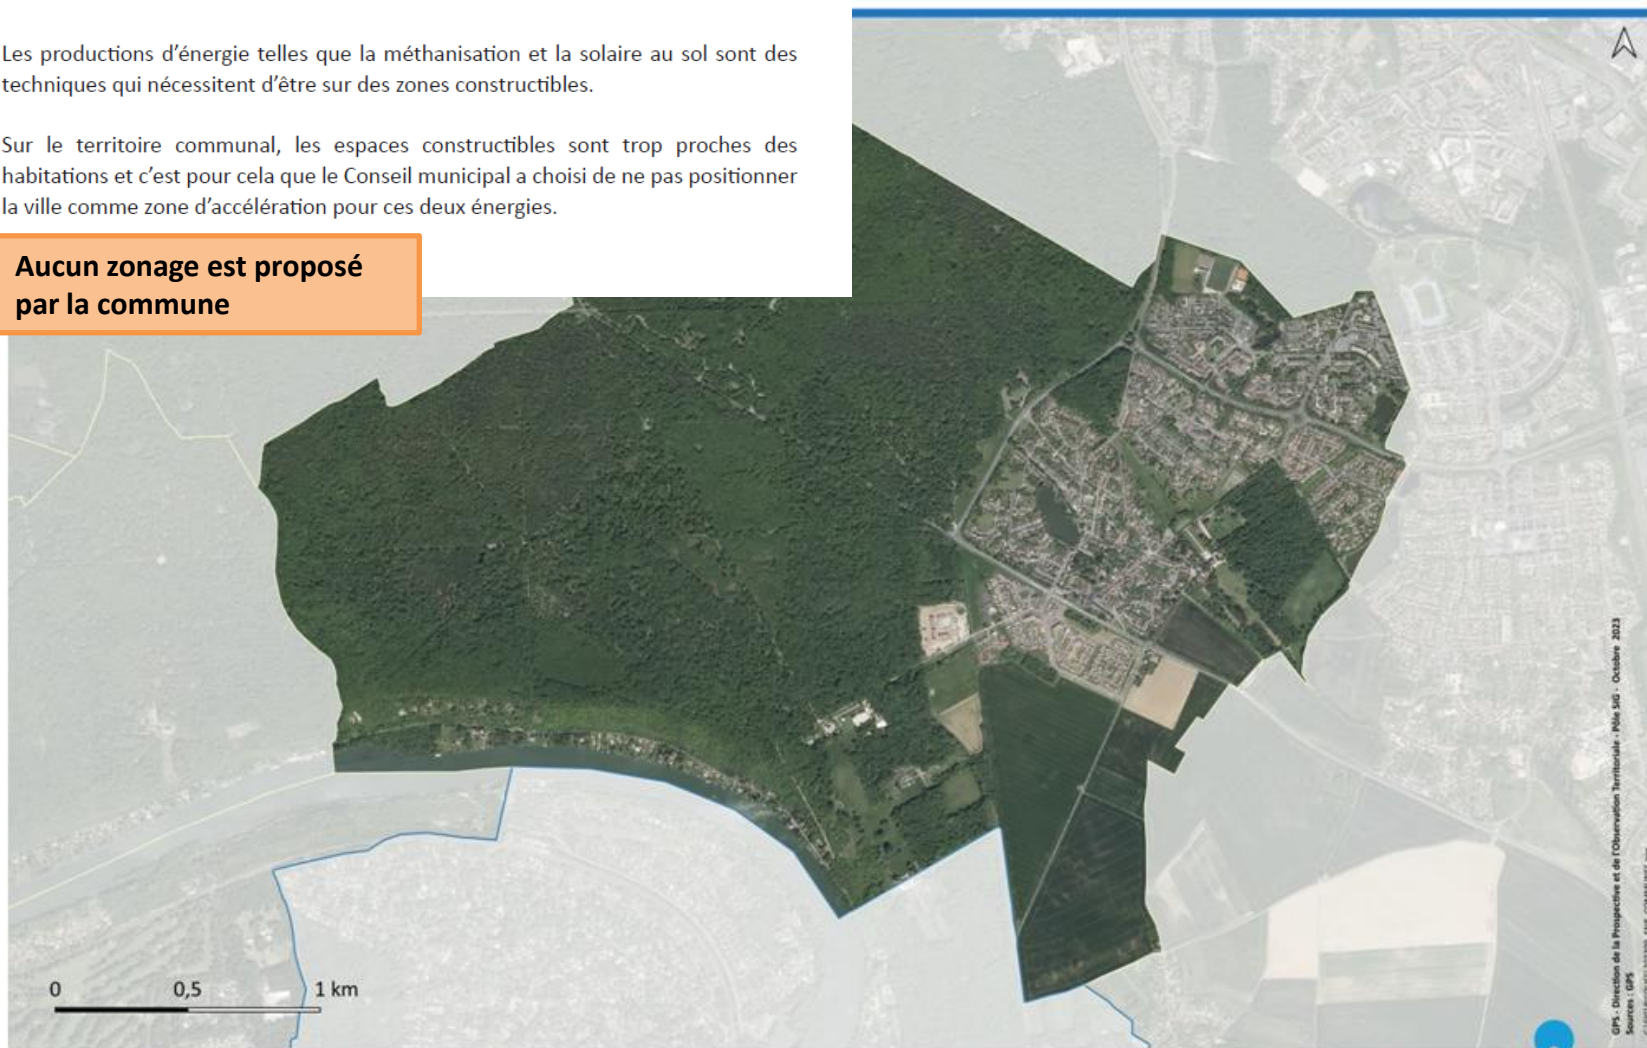 Les productions d'énergie telles que la méthanisation et la solaire au sol sont des
techniques qui nécessitent d'être sur des zones constructibles.
Sur le territoire communal, les espaces constructibles sont trop proches des
habitations et c'est pour cela que le Conseil municipal a choisi de ne pas positionner
la ville comme zone d'accélération pour ces deux énergies.
Aucun zonage est proposé
par la commune
0 0,5 1 km
GPS - Direction de la Prospective et de l'Observation Territoriale - Pôle SIG - Octobre 2023
Sources : GPS